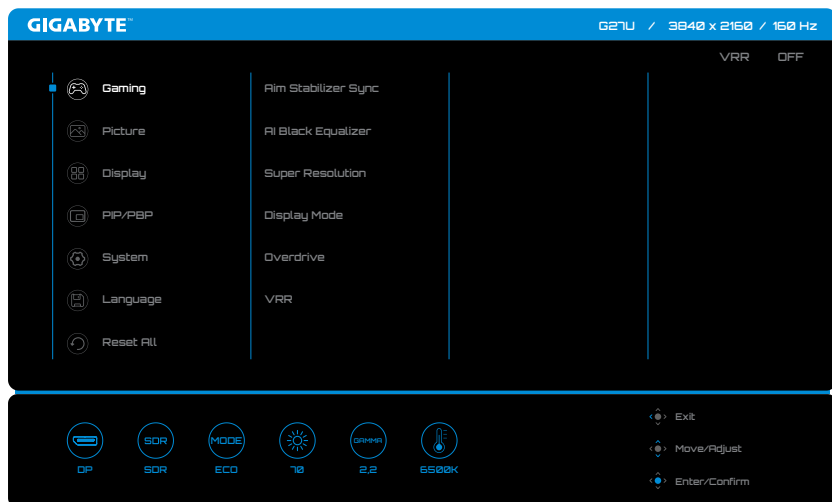 GIGABYTE™
G27U / 3840 x 2160 / 160 Hz
VRR OFF
Gaming
Picture
Display
PIP/PBP
System
Language
Reset All
Aim Stabilizer Sync
AI Black Equalizer
Super Resolution
Display Mode
Overdrive
VRR
SDR
MODE
GAMMA
DP
SDR
ECO
70
2,2
6500K
Exit
Move/Adjust
Enter/Confirm